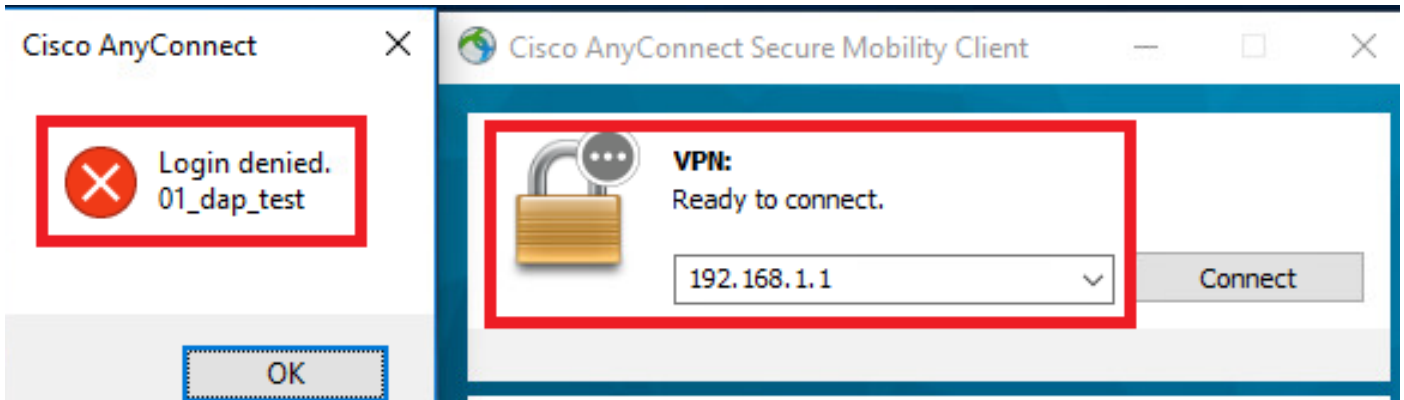 Cisco AnyConnect
Login denied.
01_dap_test
OK
Cisco AnyConnect Secure Mobility Client
VPN:
Ready to connect.
192.168.1.1
Connect